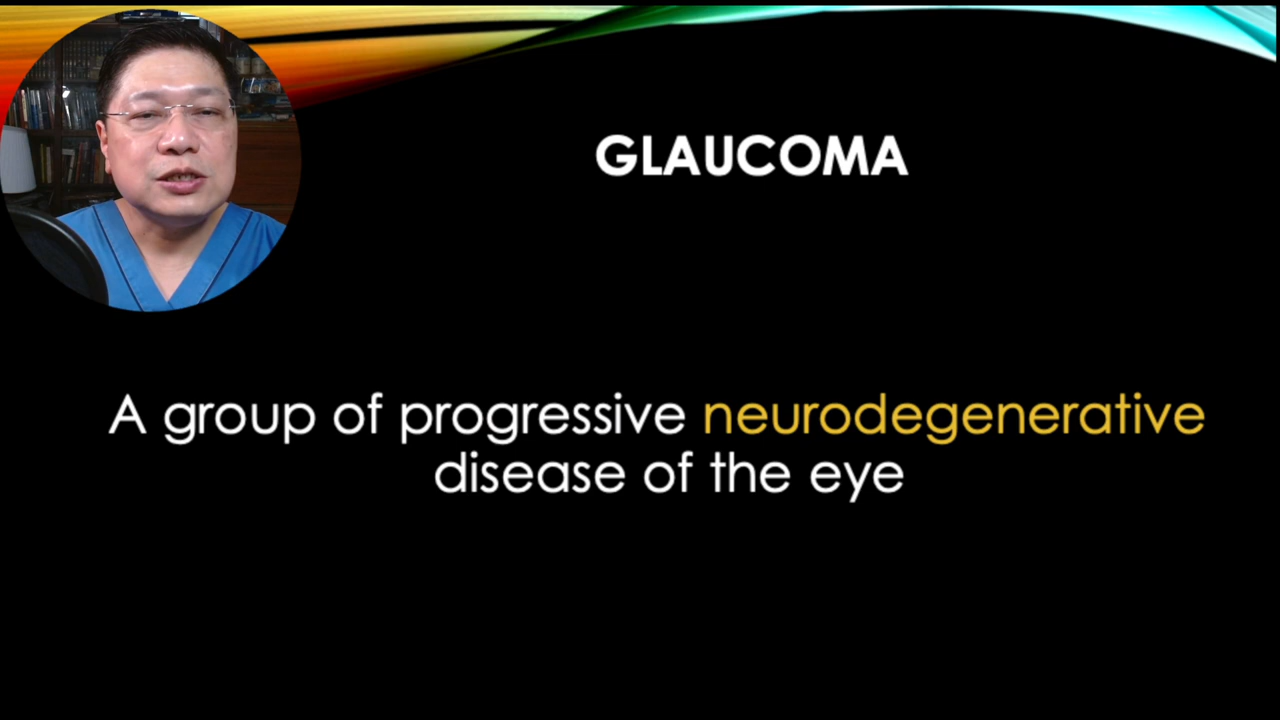 GLAUCOMA
A group of progressive neurodegenerative
disease of the eye